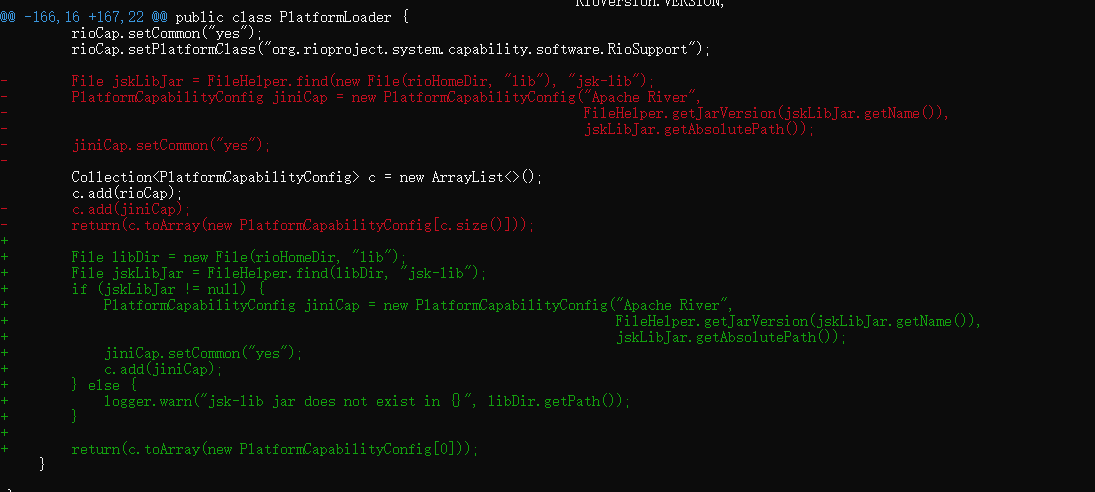 RioVersion.VERSION,
@@ -166,16 +167,22 @@ public class PlatformLoader {
         rioCap.setCommon("yes");
         rioCap.setPlatformClass("org.rioproject.system.capability.software.RioSupport");

-        File jskLibJar = FileHelper.find(new File(rioHomeDir, "lib"), "jsk-lib");
-        PlatformCapabilityConfig jiniCap = new PlatformCapabilityConfig("Apache River",
-                                                                        FileHelper.getJarVersion(jskLibJar.getName()),
-                                                                        jskLibJar.getAbsolutePath());
-        jiniCap.setCommon("yes");
-
         Collection<PlatformCapabilityConfig> c = new ArrayList<>();
         c.add(rioCap);
-        c.add(jiniCap);
-        return(c.toArray(new PlatformCapabilityConfig[c.size()]));
+
+        File libDir = new File(rioHomeDir, "lib");
+        File jskLibJar = FileHelper.find(libDir, "jsk-lib");
+        if (jskLibJar != null) {
+            PlatformCapabilityConfig jiniCap = new PlatformCapabilityConfig("Apache River",
+                                                                            FileHelper.getJarVersion(jskLibJar.getName()),
+                                                                            jskLibJar.getAbsolutePath());
+            jiniCap.setCommon("yes");
+            c.add(jiniCap);
+        } else {
+            logger.warn("jsk-lib jar does not exist in {}", libDir.getPath());
+        }
+
+        return(c.toArray(new PlatformCapabilityConfig[0]));
     }